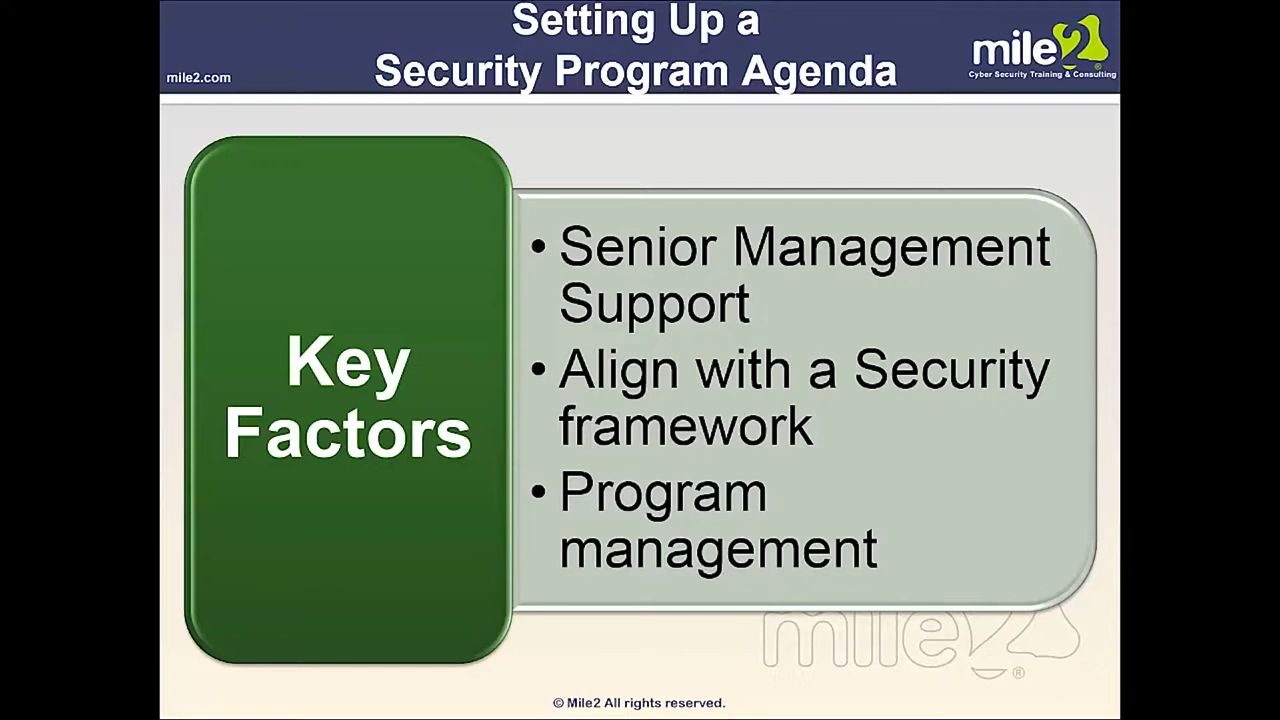 Setting Up a
Security Program Agenda
mile2.com
mile2®
Cyber Security Training & Consulting
Key
Factors
• Senior Management
Support
• Align with a Security
framework
• Program
management
mile2®
© Mile2 All rights reserved.